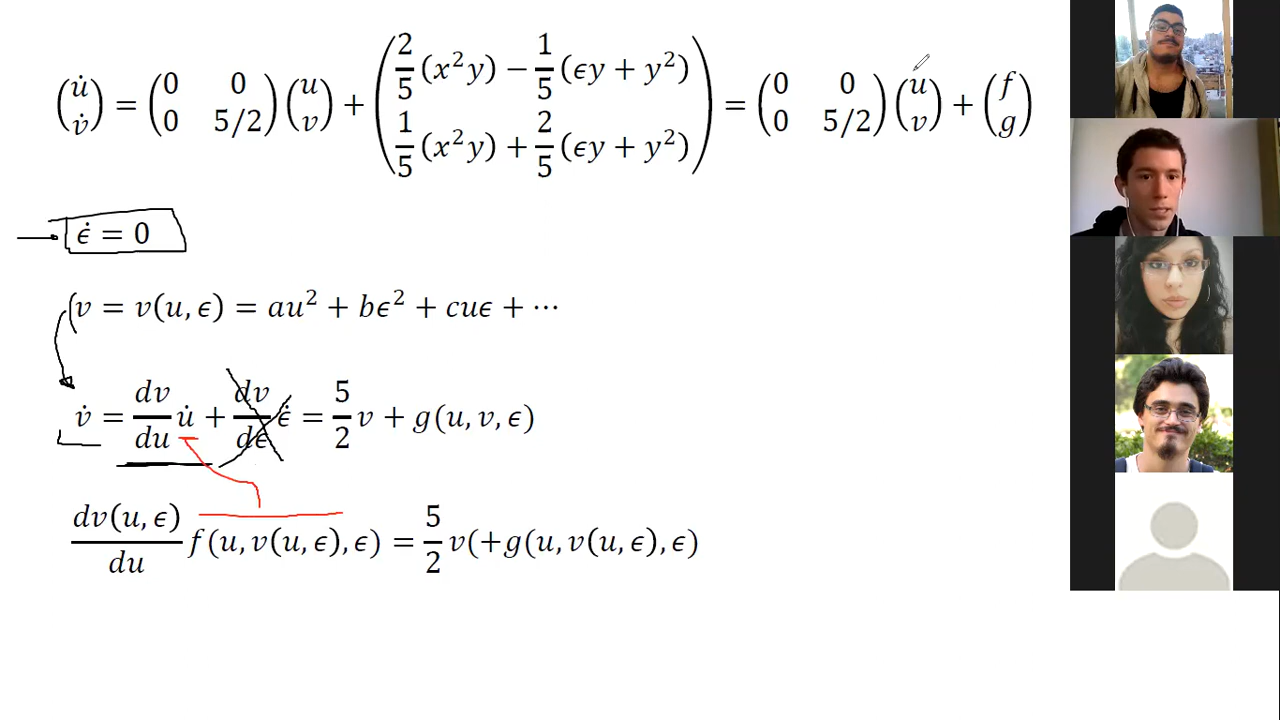 (u̇ v̇) = (0 0 0 5/2)(u v) + (2/5 (x²y) − 1/5 (ϵy + y²) 1/5 (x²y) + 2/5 (ϵy + y²)) = (0 0 0 5/2)(u v) + (f g)
ϵ̇ = 0
v = v(u, ϵ) = au² + bϵ² + cuϵ + ⋯
v̇ = dv/du u̇ + dv/dϵ ϵ̇ = 5/2 v + g(u, v, ϵ)
dv(u, ϵ)/du f(u, v(u, ϵ), ϵ) = 5/2 v(+g(u, v(u, ϵ), ϵ)